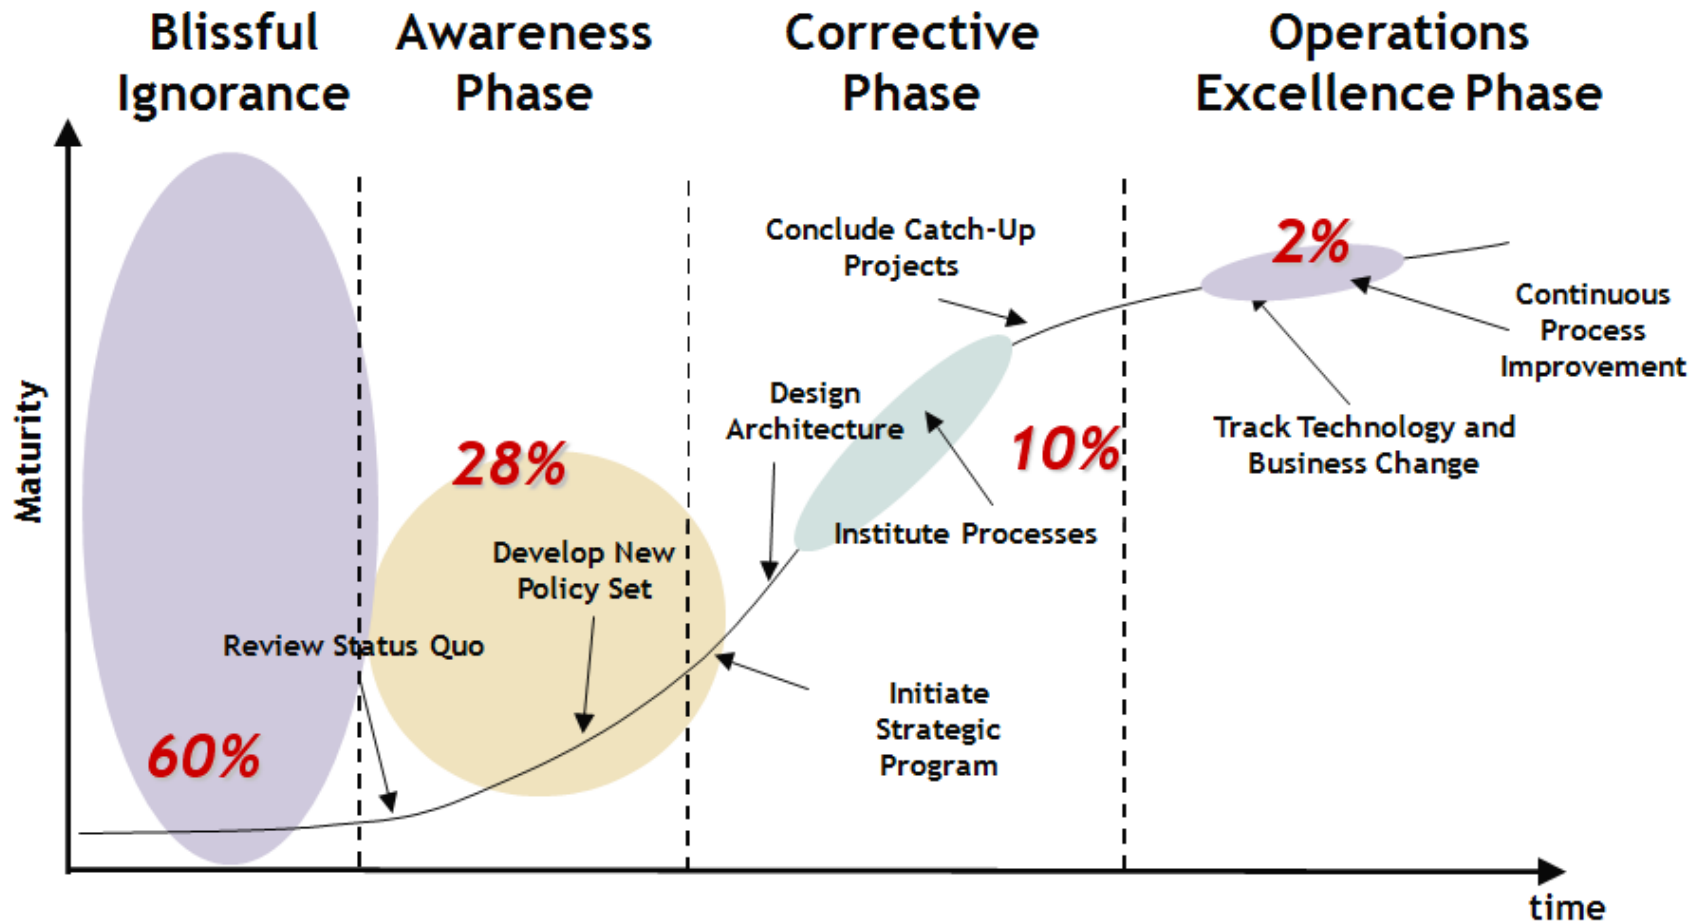 Blissful
Ignorance
Awareness
Phase
Corrective
Phase
Operations
Excellence Phase
Maturity
60%
Review Status Quo
28%
Develop New
Policy Set
Initiate
Strategic
Program
Design
Architecture
Conclude Catch-Up
Projects
10%
Institute Processes
2%
Continuous
Process
Improvement
Track Technology and
Business Change
time